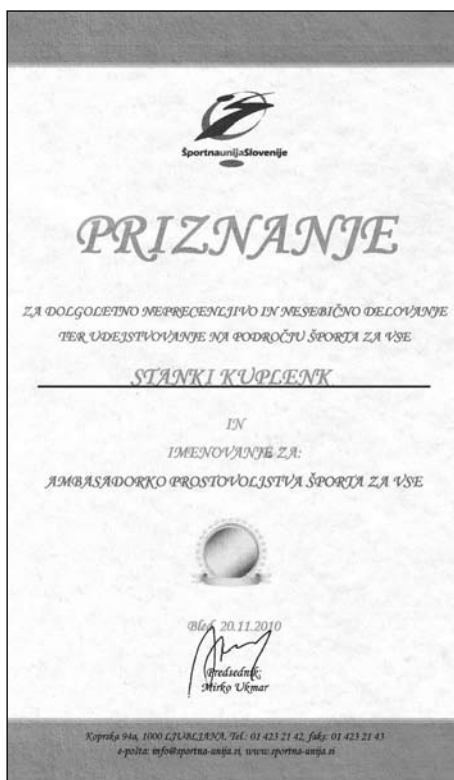 ŠportnaunijaSlovenije
PRIZNANJE
ZA DOLGOLETNO NEPRECENLJIVO IN NESEBIČNO DELOVANJE
TER UDEJSTVOVANJE NA PODROČJU ŠPORTA ZA VSE
STANKI KUPLENK
IN
IMENOVANJE ZA:
AMBASADORKO PROSTOVOLJSTVA ŠPORTA ZA VSE
Bled, 20.11.2010
Predsednik:
Mirko Ukmar
Koprska 94a, 1000 LJUBLJANA, Tel.: 01 423 21 42, faks: 01 423 21 43
e-pošta: info@sportna-unija.si, www.sportna-unija.si